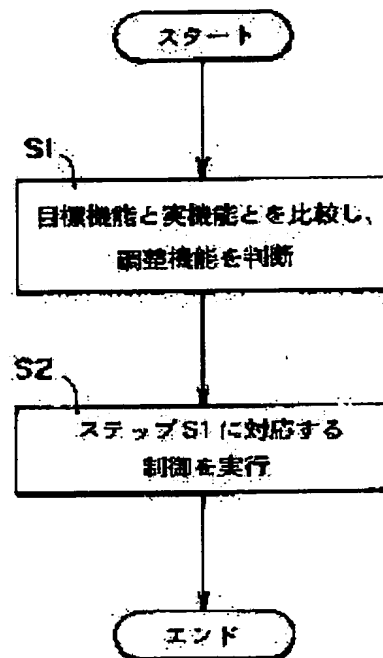 スタート
S1
目標機能と実機能とを比較し、
調整機能を判断
S2
ステップS1に対応する
制御を実行
エンド